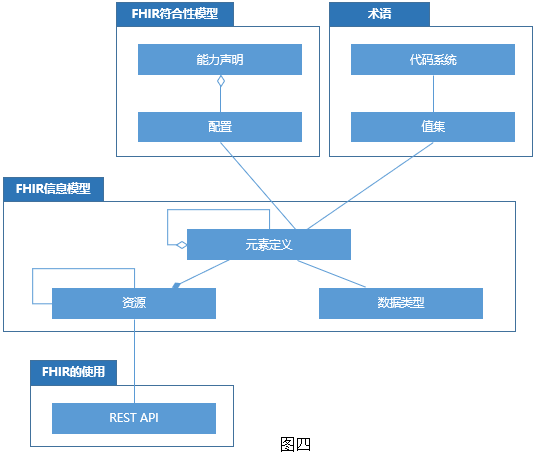 FHIR符合性模型
术语
能力声明
代码系统
配置
值集
FHIR信息模型
元素定义
资源
数据类型
FHIR的使用
REST API
图四